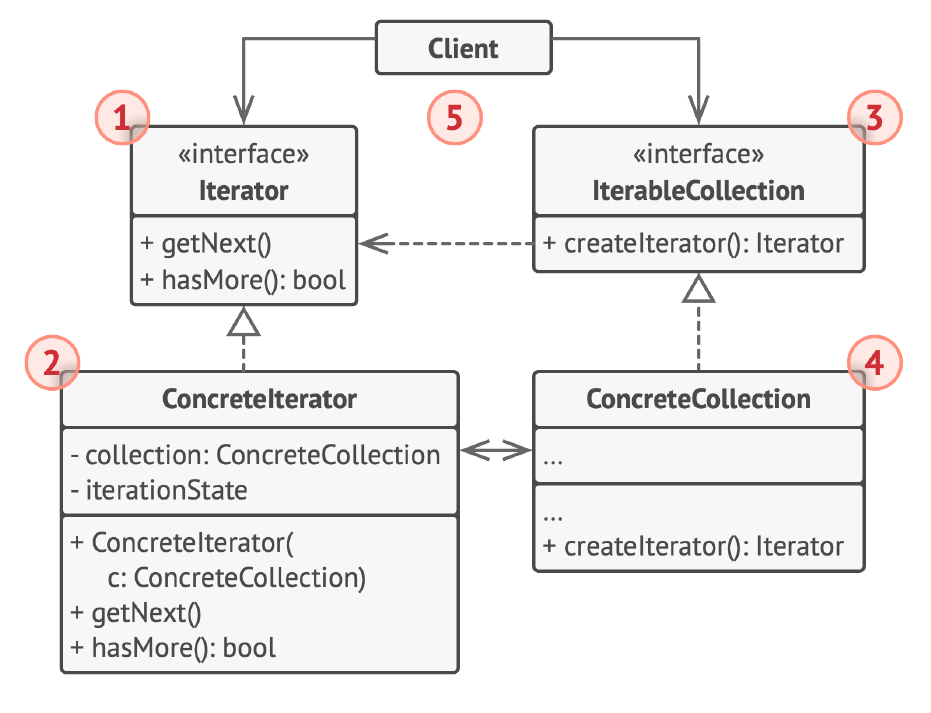 Client
1
5
3
«interface»
Iterator
+ getNext()
+ hasMore(): bool
«interface»
IterableCollection
+ createIterator(): Iterator
2
ConcreteIterator
- collection: ConcreteCollection
- iterationState
+ ConcreteIterator(
c: ConcreteCollection)
+ getNext()
+ hasMore(): bool
4
ConcreteCollection
...
...
+ createIterator(): Iterator